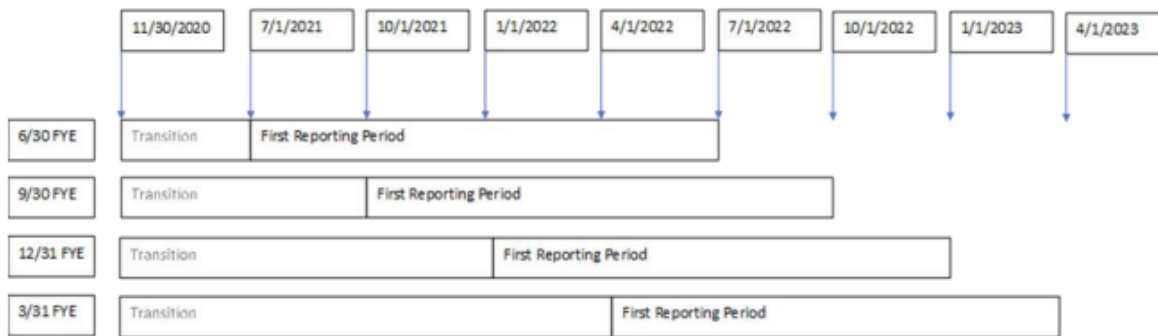 11/30/2020 7/1/2021 10/1/2021 1/1/2022 4/1/2022 7/1/2022 10/1/2022 1/1/2023 4/1/2023
6/30 FYE Transition First Reporting Period
9/30 FYE Transition First Reporting Period
12/31 FYE Transition First Reporting Period
3/31 FYE Transition First Reporting Period